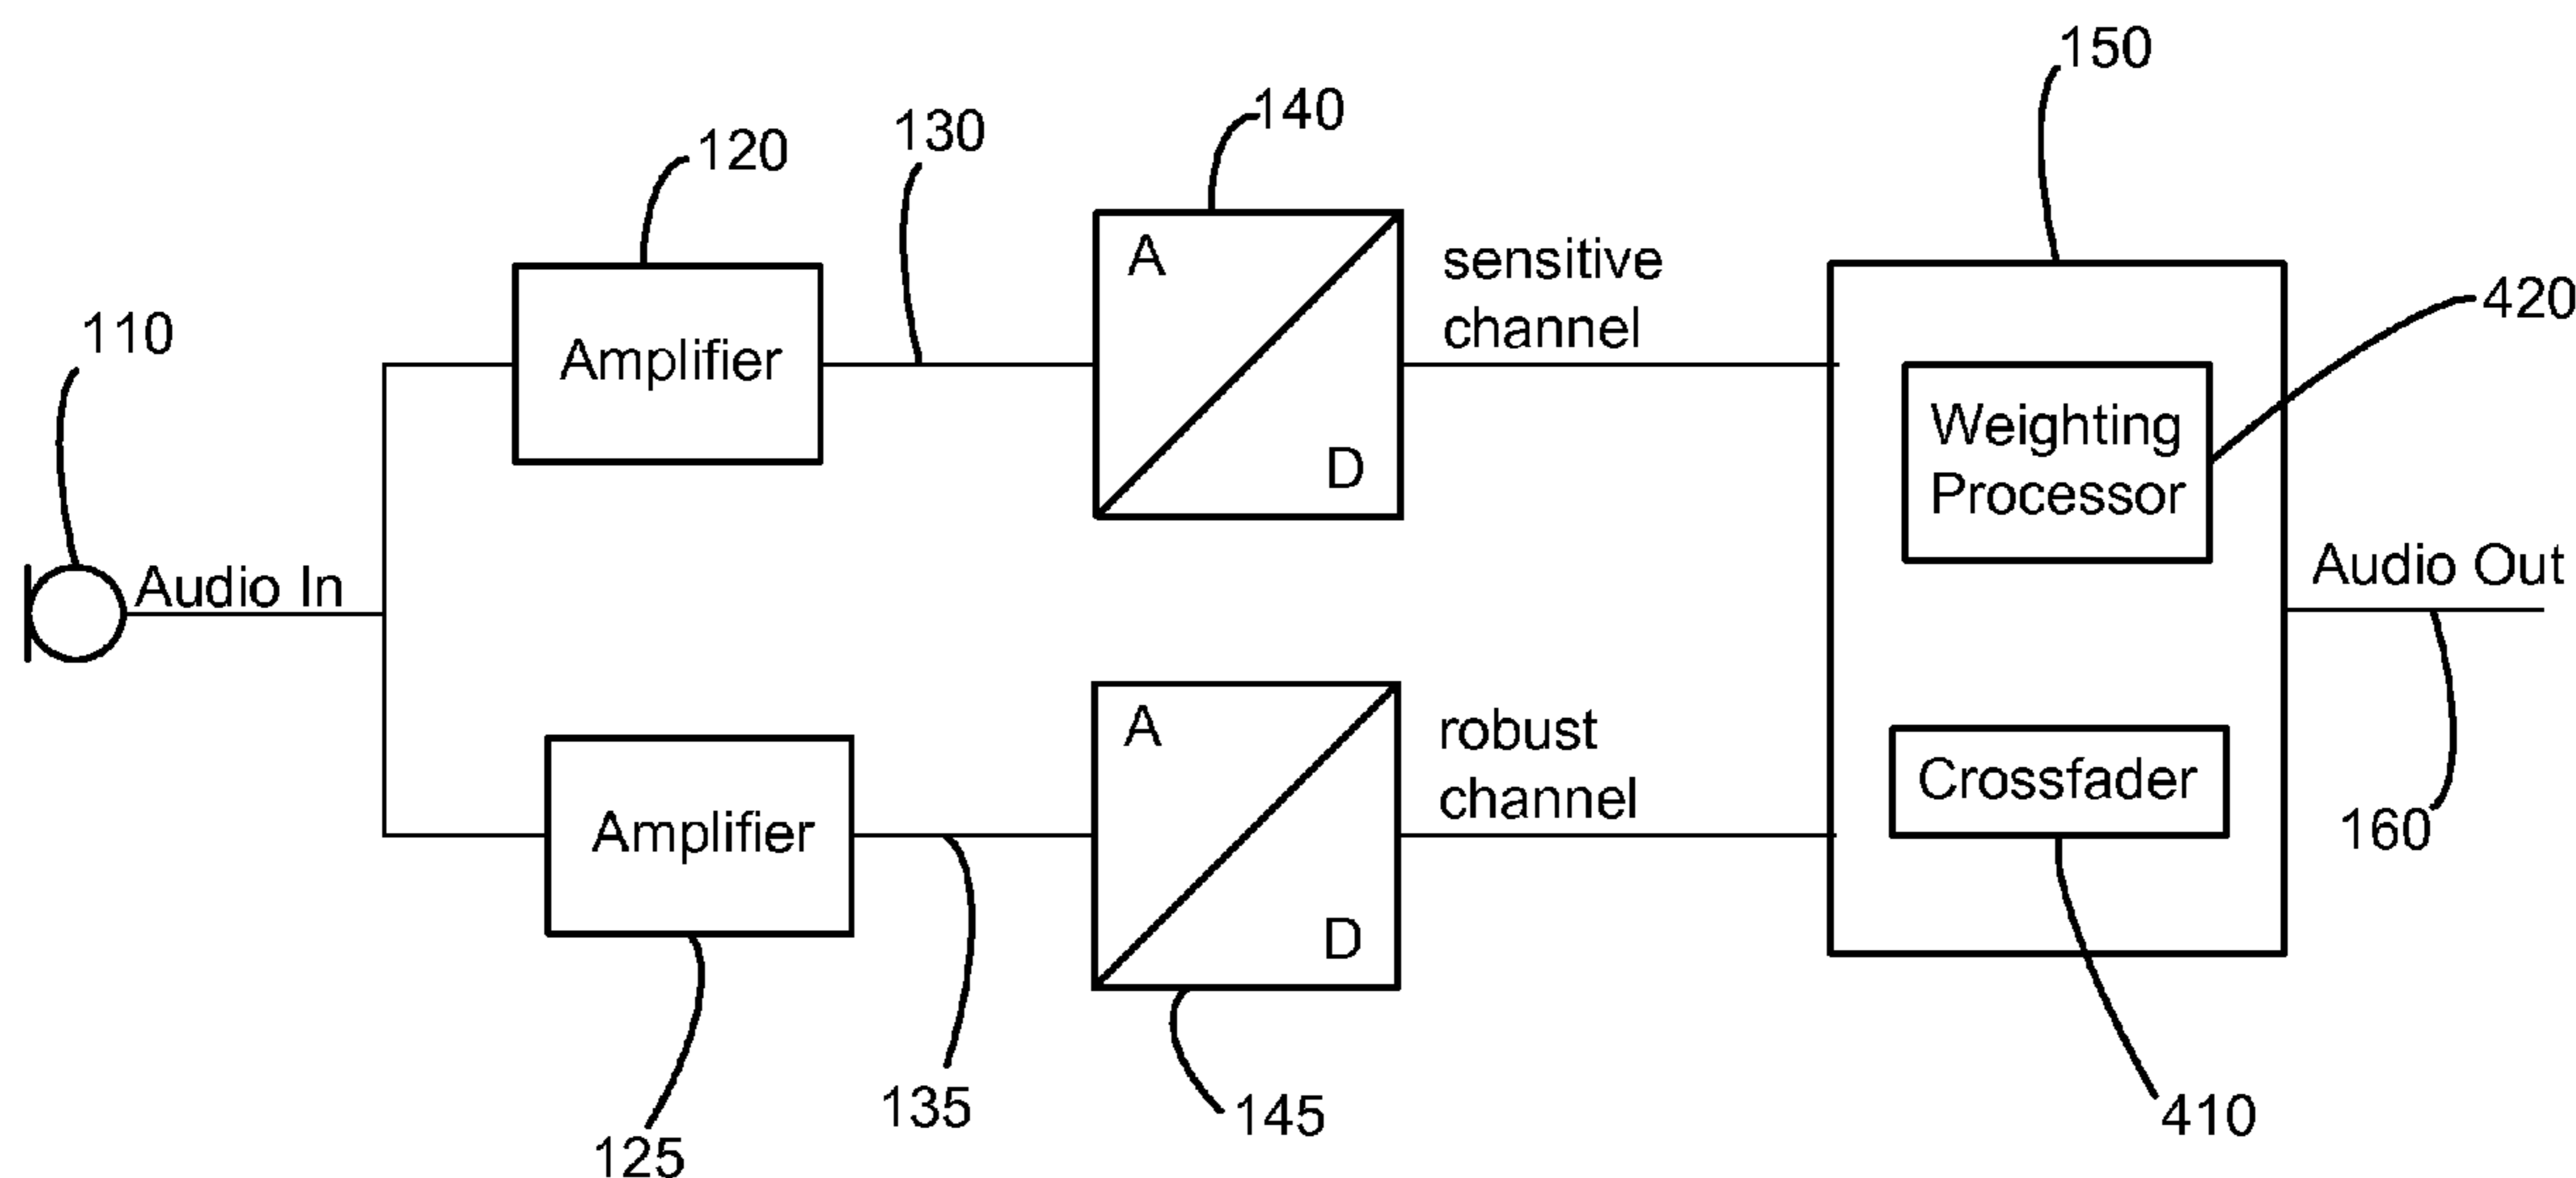 150
140
130
120
A
sensitive
channel
420
110
Amplifier
Weighting
Processor
D
Audio In
Audio Out
A
robust
channel
Crossfader
Amplifier
160
D
135
145
410
125